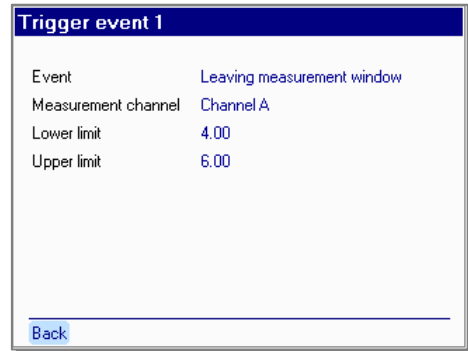 Trigger event 1
Event Leaving measurement window
Measurement channel Channel A
Lower limit 4.00
Upper limit 6.00
Back